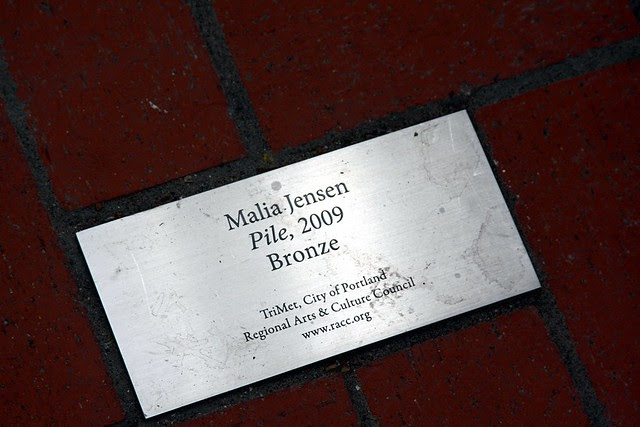 Malia Jensen
Pile, 2009
Bronze
TriMet, City of Portland
Regional Arts & Culture Council
www.racc.org